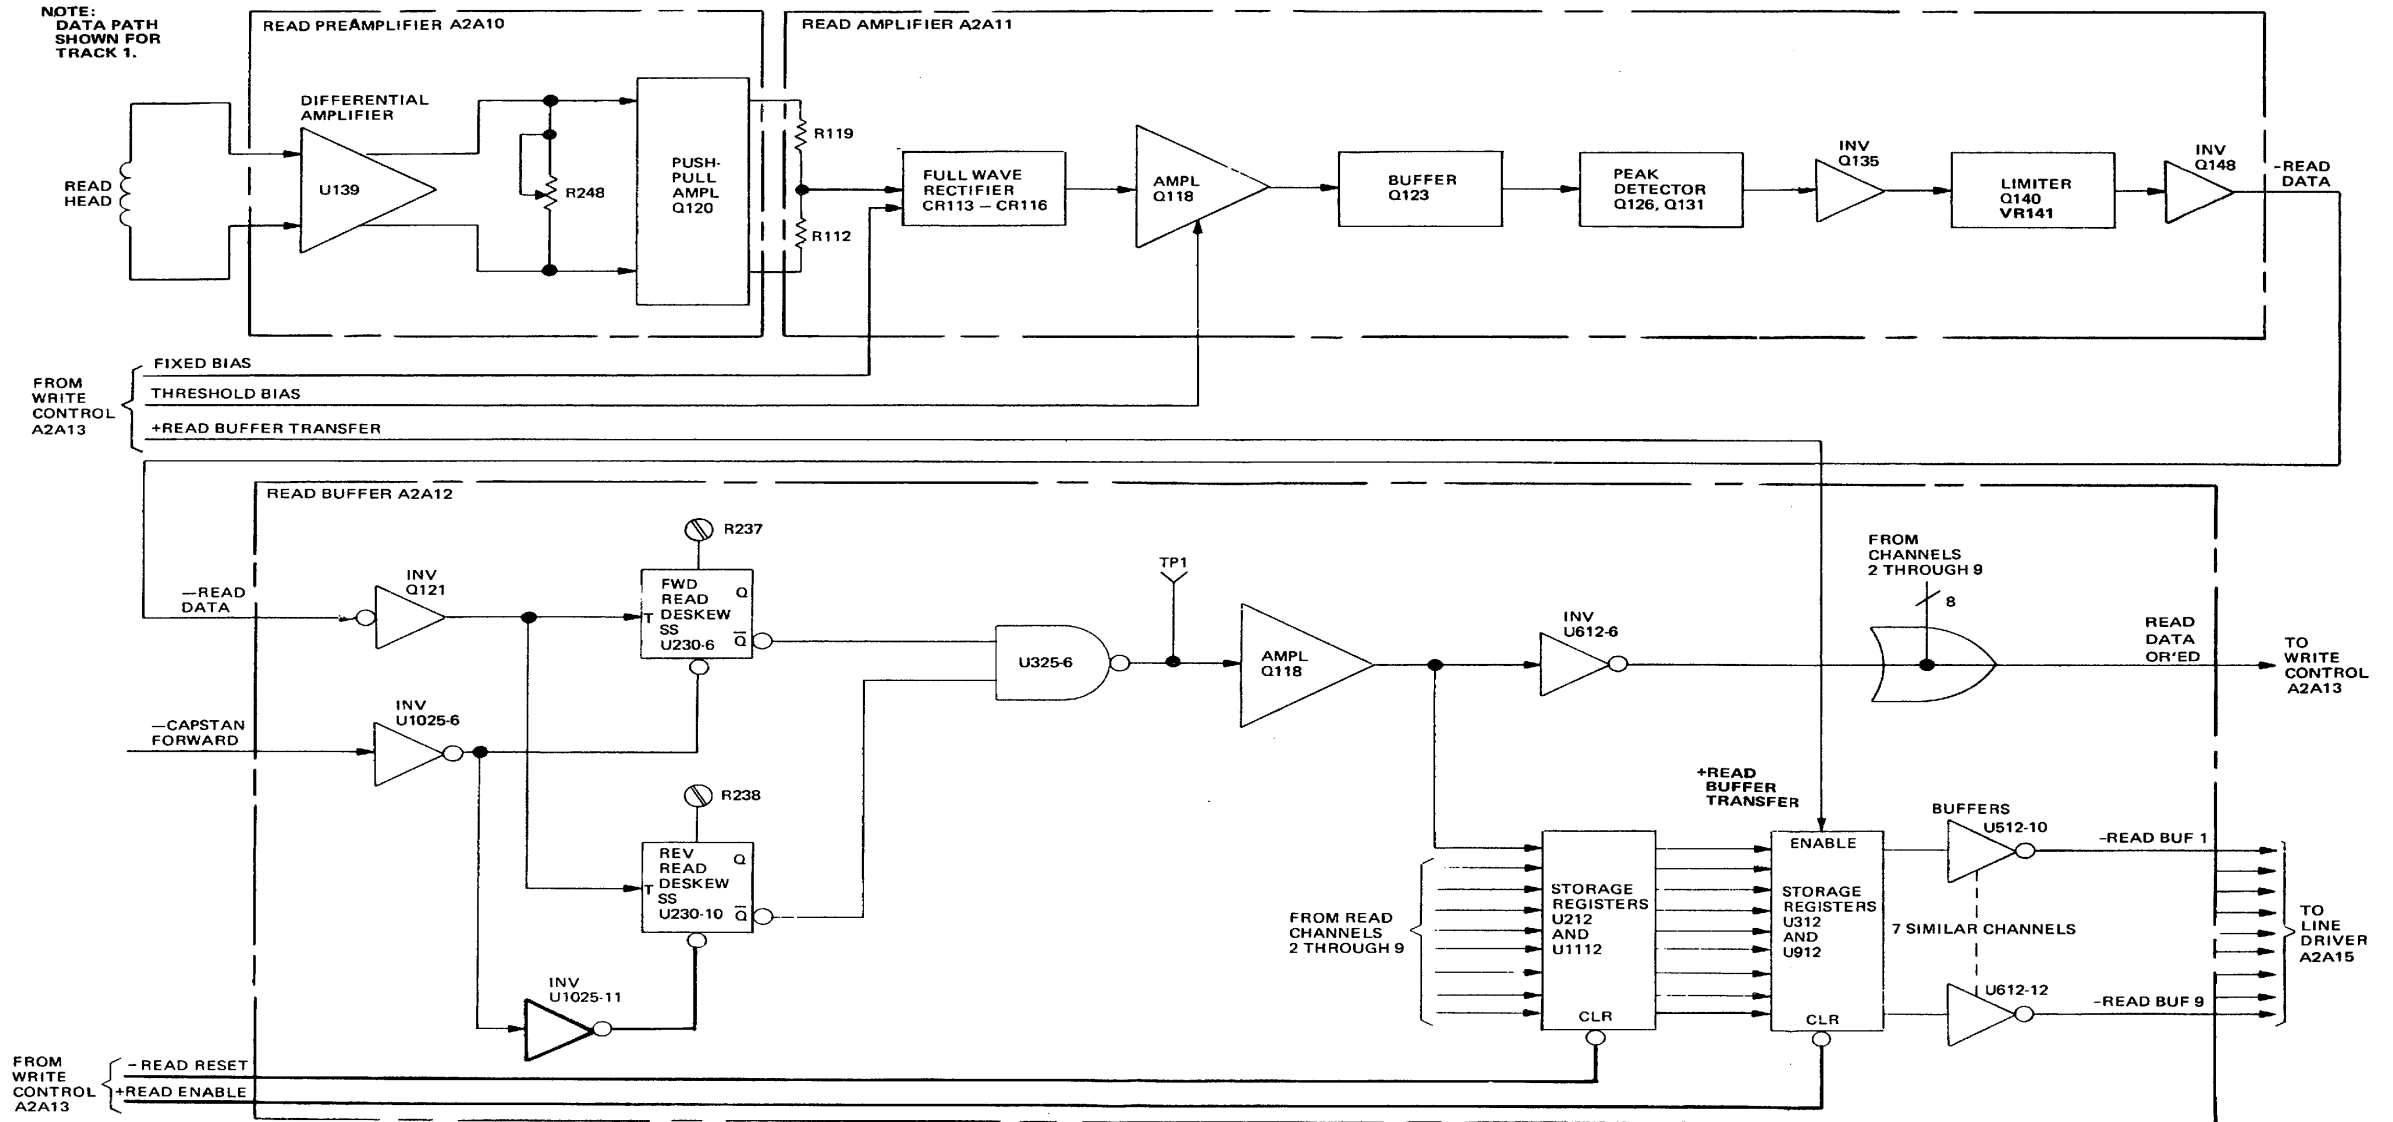 NOTE:
DATA PATH
SHOWN FOR
TRACK 1.
READ PREAMPLIFIER A2A10
READ AMPLIFIER A2A11
DIFFERENTIAL
AMPLIFIER
READ
HEAD
U139
R248
PUSH-
PULL
AMPL
Q120
R119
R112
FULL WAVE
RECTIFIER
CR113 — CR116
AMPL
Q118
BUFFER
Q123
PEAK
DETECTOR
Q126, Q131
INV
Q135
LIMITER
Q140
VR141
INV
Q148
–READ
DATA
FROM
WRITE
CONTROL
A2A13
FIXED BIAS
THRESHOLD BIAS
+READ BUFFER TRANSFER
READ BUFFER A2A12
—READ
DATA
INV
Q121
R237
FWD
READ
DESKEW
SS
U230-6
T
Q
Q̅
—CAPSTAN
FORWARD
INV
U1025-6
R238
REV
READ
DESKEW
SS
U230-10
T
Q
Q̅
INV
U1025-11
U325-6
TP1
AMPL
Q118
INV
U612-6
FROM
CHANNELS
2 THROUGH 9
8
READ
DATA
OR'ED
TO
WRITE
CONTROL
A2A13
+READ
BUFFER
TRANSFER
FROM READ
CHANNELS
2 THROUGH 9
STORAGE
REGISTERS
U212
AND
U1112
CLR
ENABLE
STORAGE
REGISTERS
U312
AND
U912
CLR
BUFFERS
U512-10
–READ BUF 1
7 SIMILAR CHANNELS
U612-12
–READ BUF 9
TO
LINE
DRIVER
A2A15
FROM
WRITE
CONTROL
A2A13
– READ RESET
+READ ENABLE